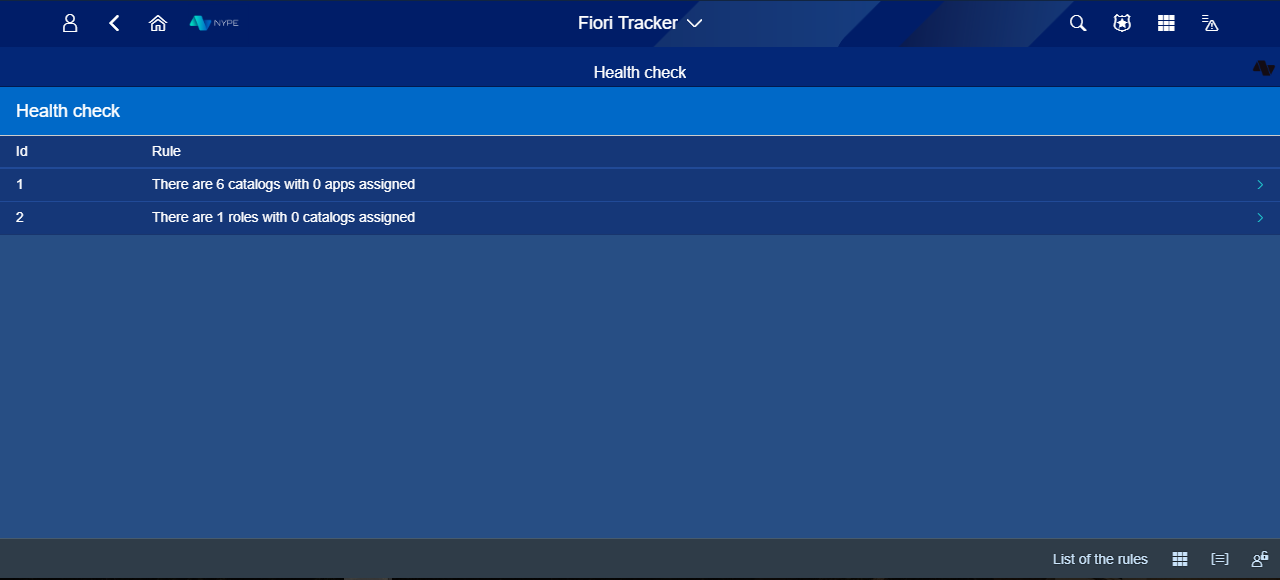 NYPE
Fiori Tracker
Health check
Health check
Id Rule
1 There are 6 catalogs with 0 apps assigned
2 There are 1 roles with 0 catalogs assigned
List of the rules